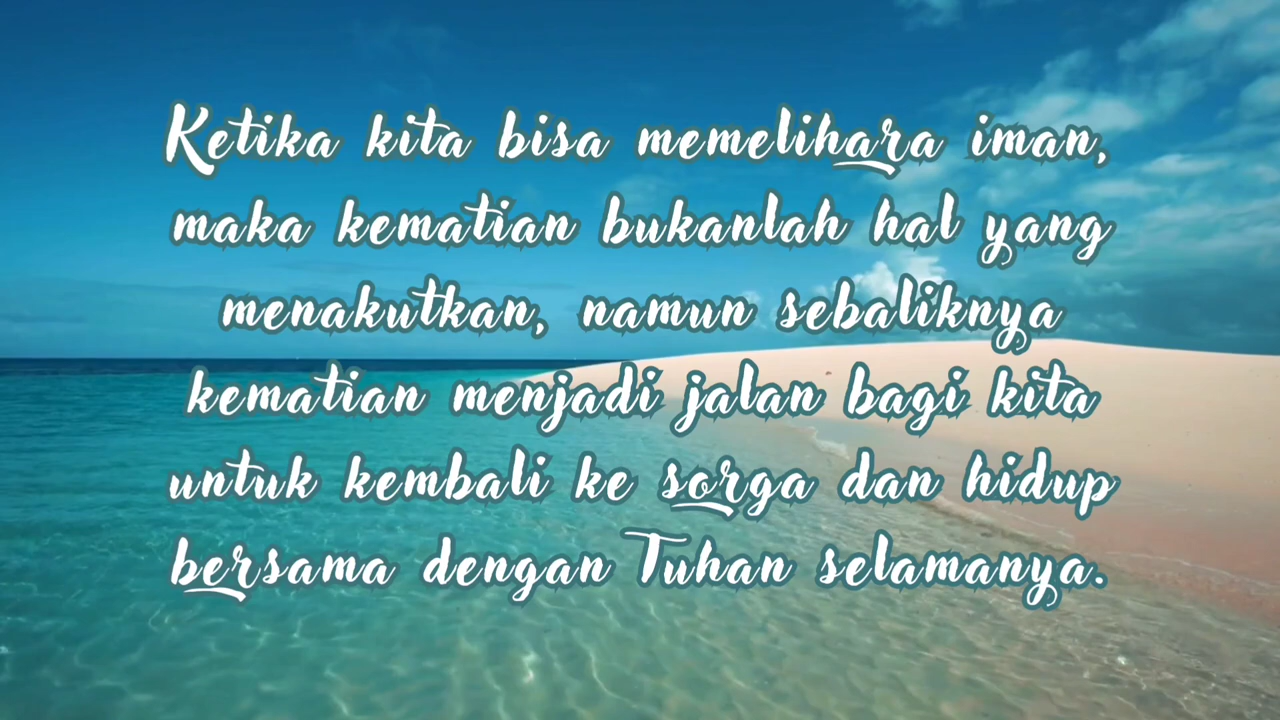 Ketika kita bisa memelihara iman,
maka kematian bukanlah hal yang
menakutkan, namun sebaliknya
kematian menjadi jalan bagi kita
untuk kembali ke sorga dan hidup
bersama dengan Tuhan selamanya.